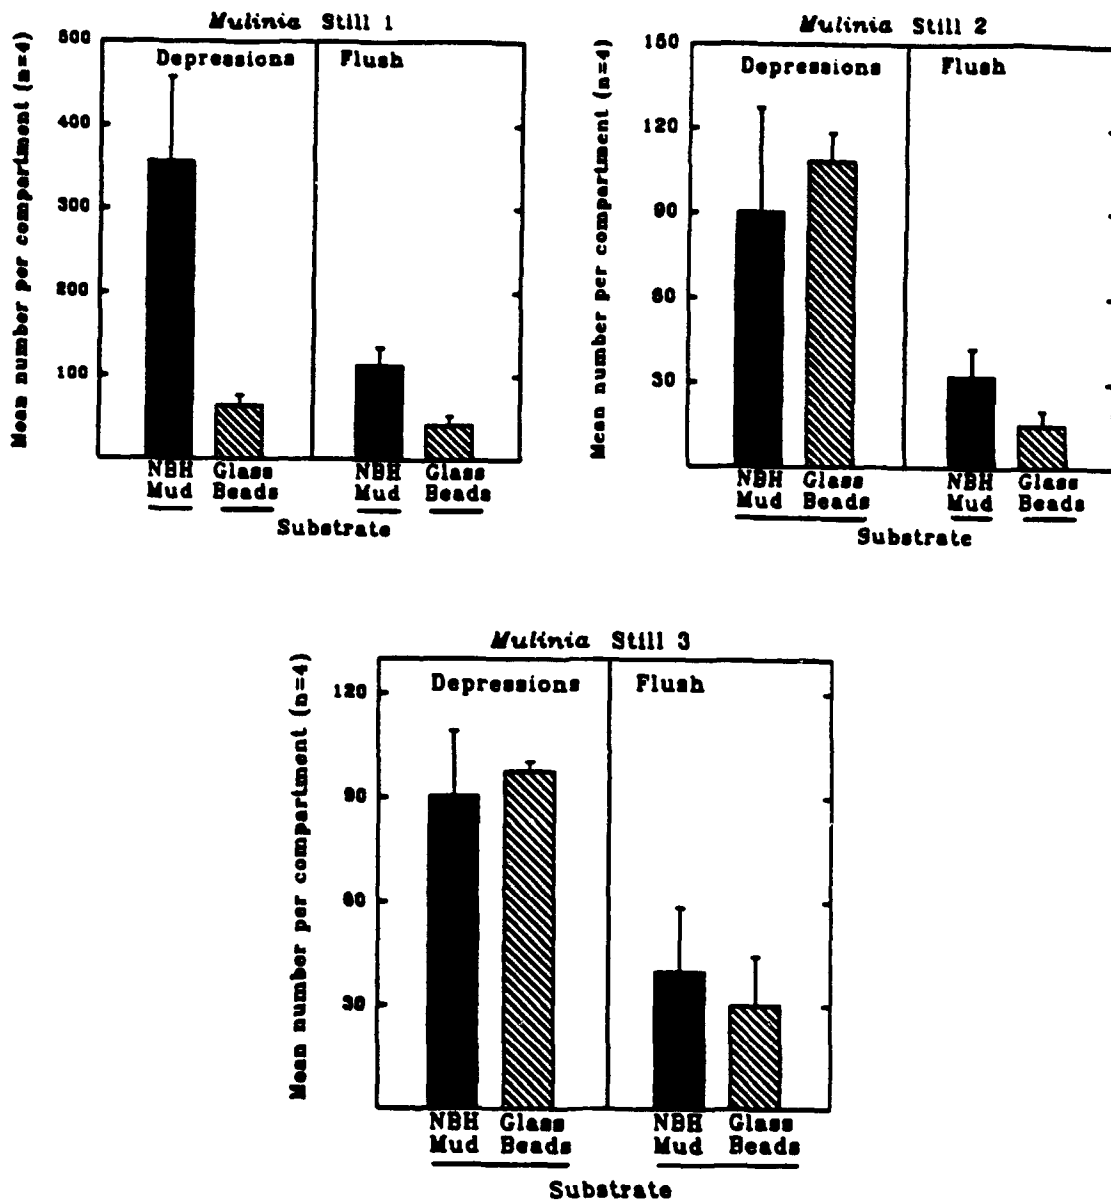 Mulinia Still 1
Mean number per compartment (n=4)
500
400
300
200
100
Depressions
Flush
NBH Mud
Glass Beads
NBH Mud
Glass Beads
Substrate
Mulinia Still 2
Mean number per compartment (n=4)
150
120
90
60
30
Depressions
Flush
NBH Mud
Glass Beads
NBH Mud
Glass Beads
Substrate
Mulinia Still 3
Mean number per compartment (n=4)
120
90
60
30
Depressions
Flush
NBH Mud
Glass Beads
NBH Mud
Glass Beads
Substrate